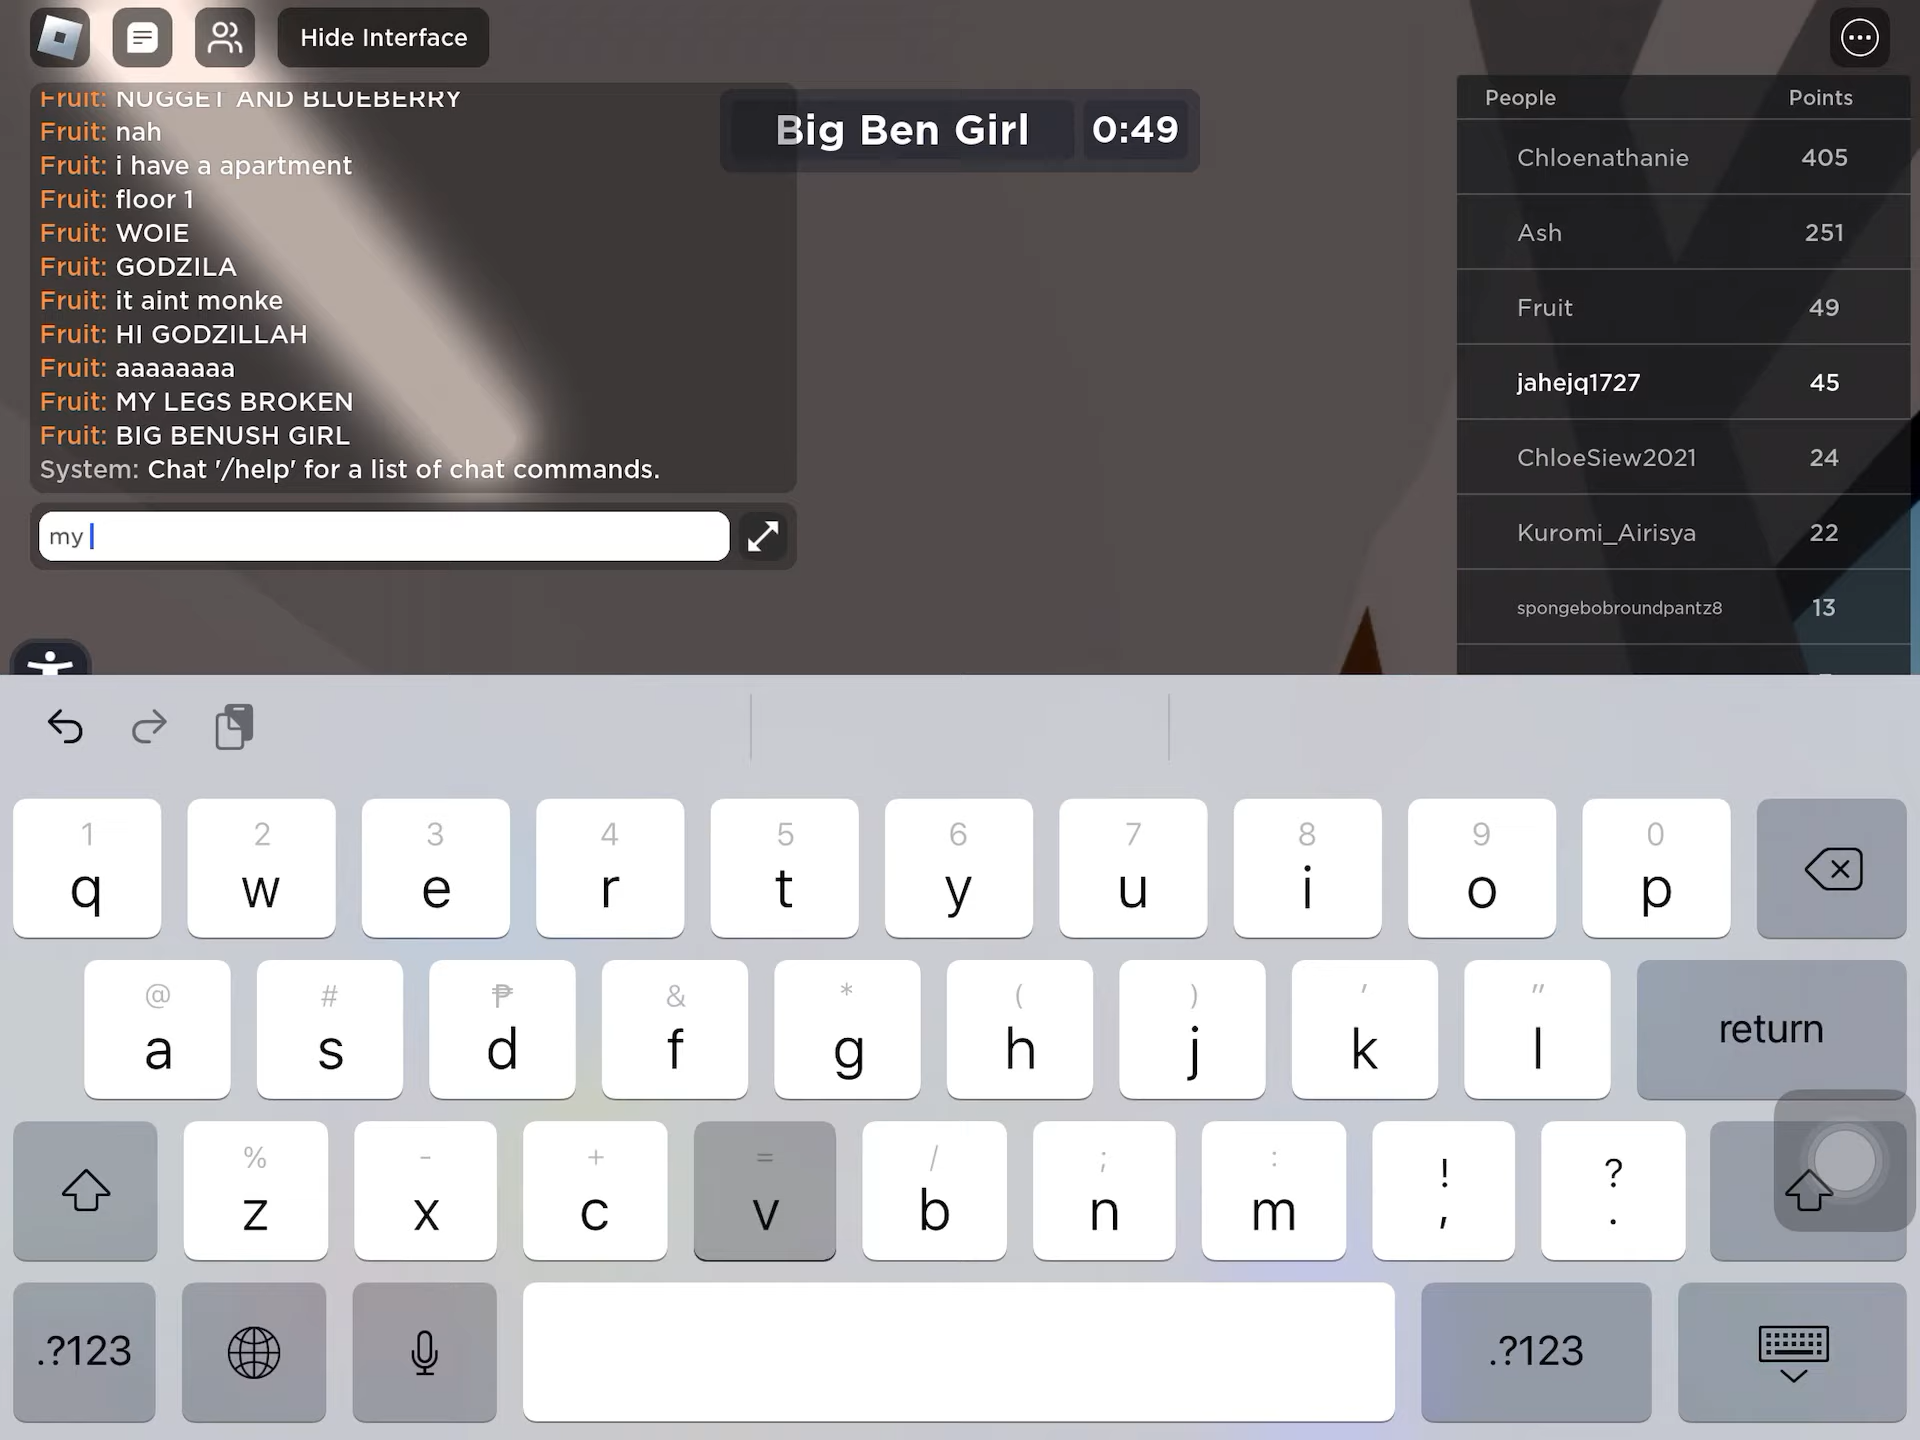 Hide Interface
Fruit: NUGGET AND BLUEBERRY
Fruit: nah
Fruit: i have a apartment
Fruit: floor 1
Fruit: WOIE
Fruit: GODZILA
Fruit: it aint monke
Fruit: HI GODZILLAH
Fruit: aaaaaaaa
Fruit: MY LEGS BROKEN
Fruit: BIG BENUSH GIRL
System: Chat '/help' for a list of chat commands.
my
Big Ben Girl 0:49
People Points
Chloenathanie 405
Ash 251
Fruit 49
jahejq1727 45
ChloeSiew2021 24
Kuromi_Airisya 22
spongebobroundpantz8 13
1 2 3 4 5 6 7 8 9 0
q w e r t y u i o p
@ # ₱ & * ( ) ' "
a s d f g h j k l return
% - + = / ; : ! ?
z x c v b n m , .
.?123 .?123